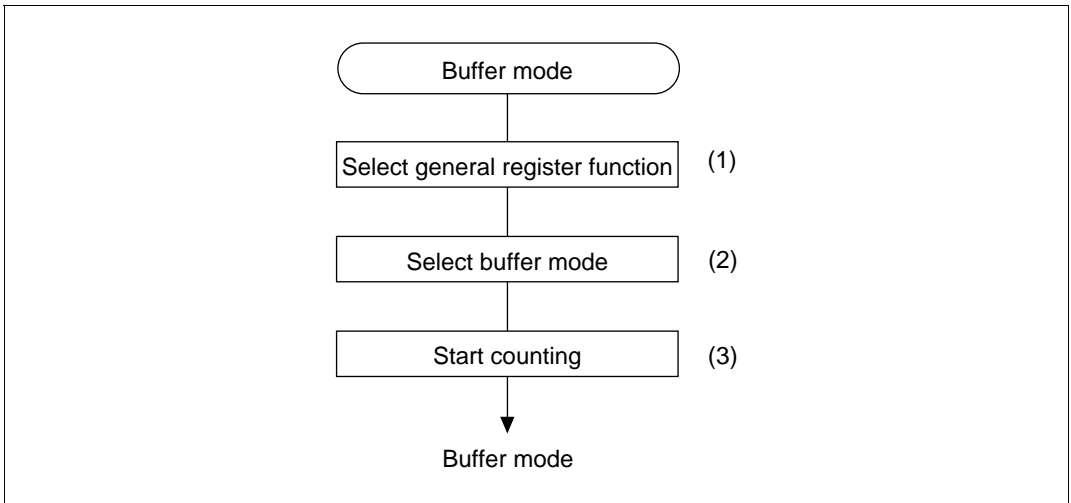 Buffer mode
Select general register function (1)
Select buffer mode (2)
Start counting (3)
Buffer mode